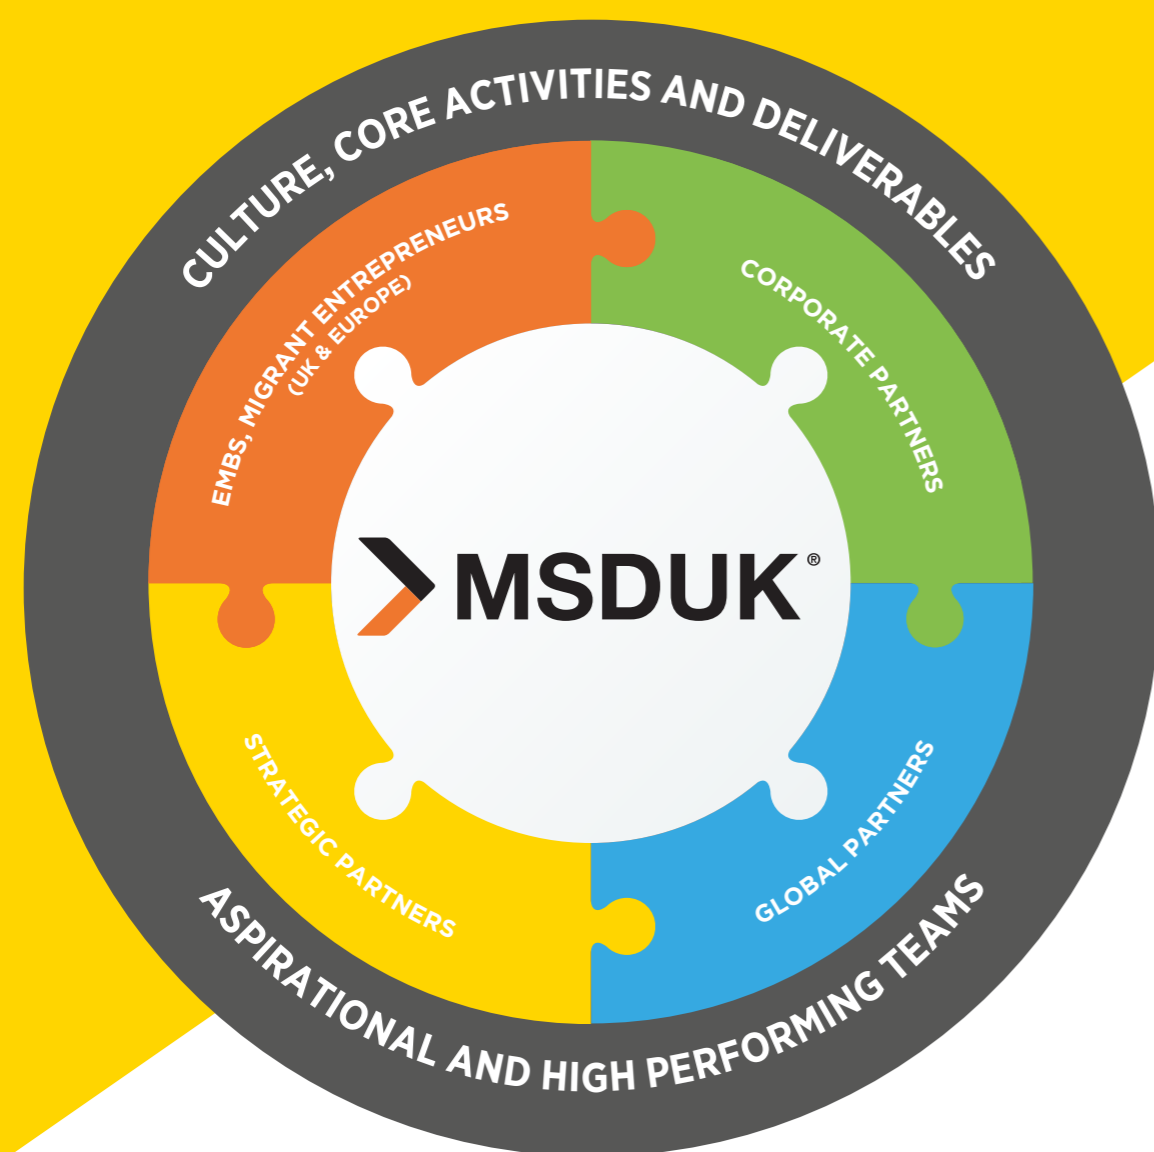 CULTURE, CORE ACTIVITIES AND DELIVERABLES
EMBS, MIGRANT ENTREPRENEURS
(UK & EUROPE)
CORPORATE PARTNERS
MSDUK®
STRATEGIC PARTNERS
GLOBAL PARTNERS
ASPIRATIONAL AND HIGH PERFORMING TEAMS